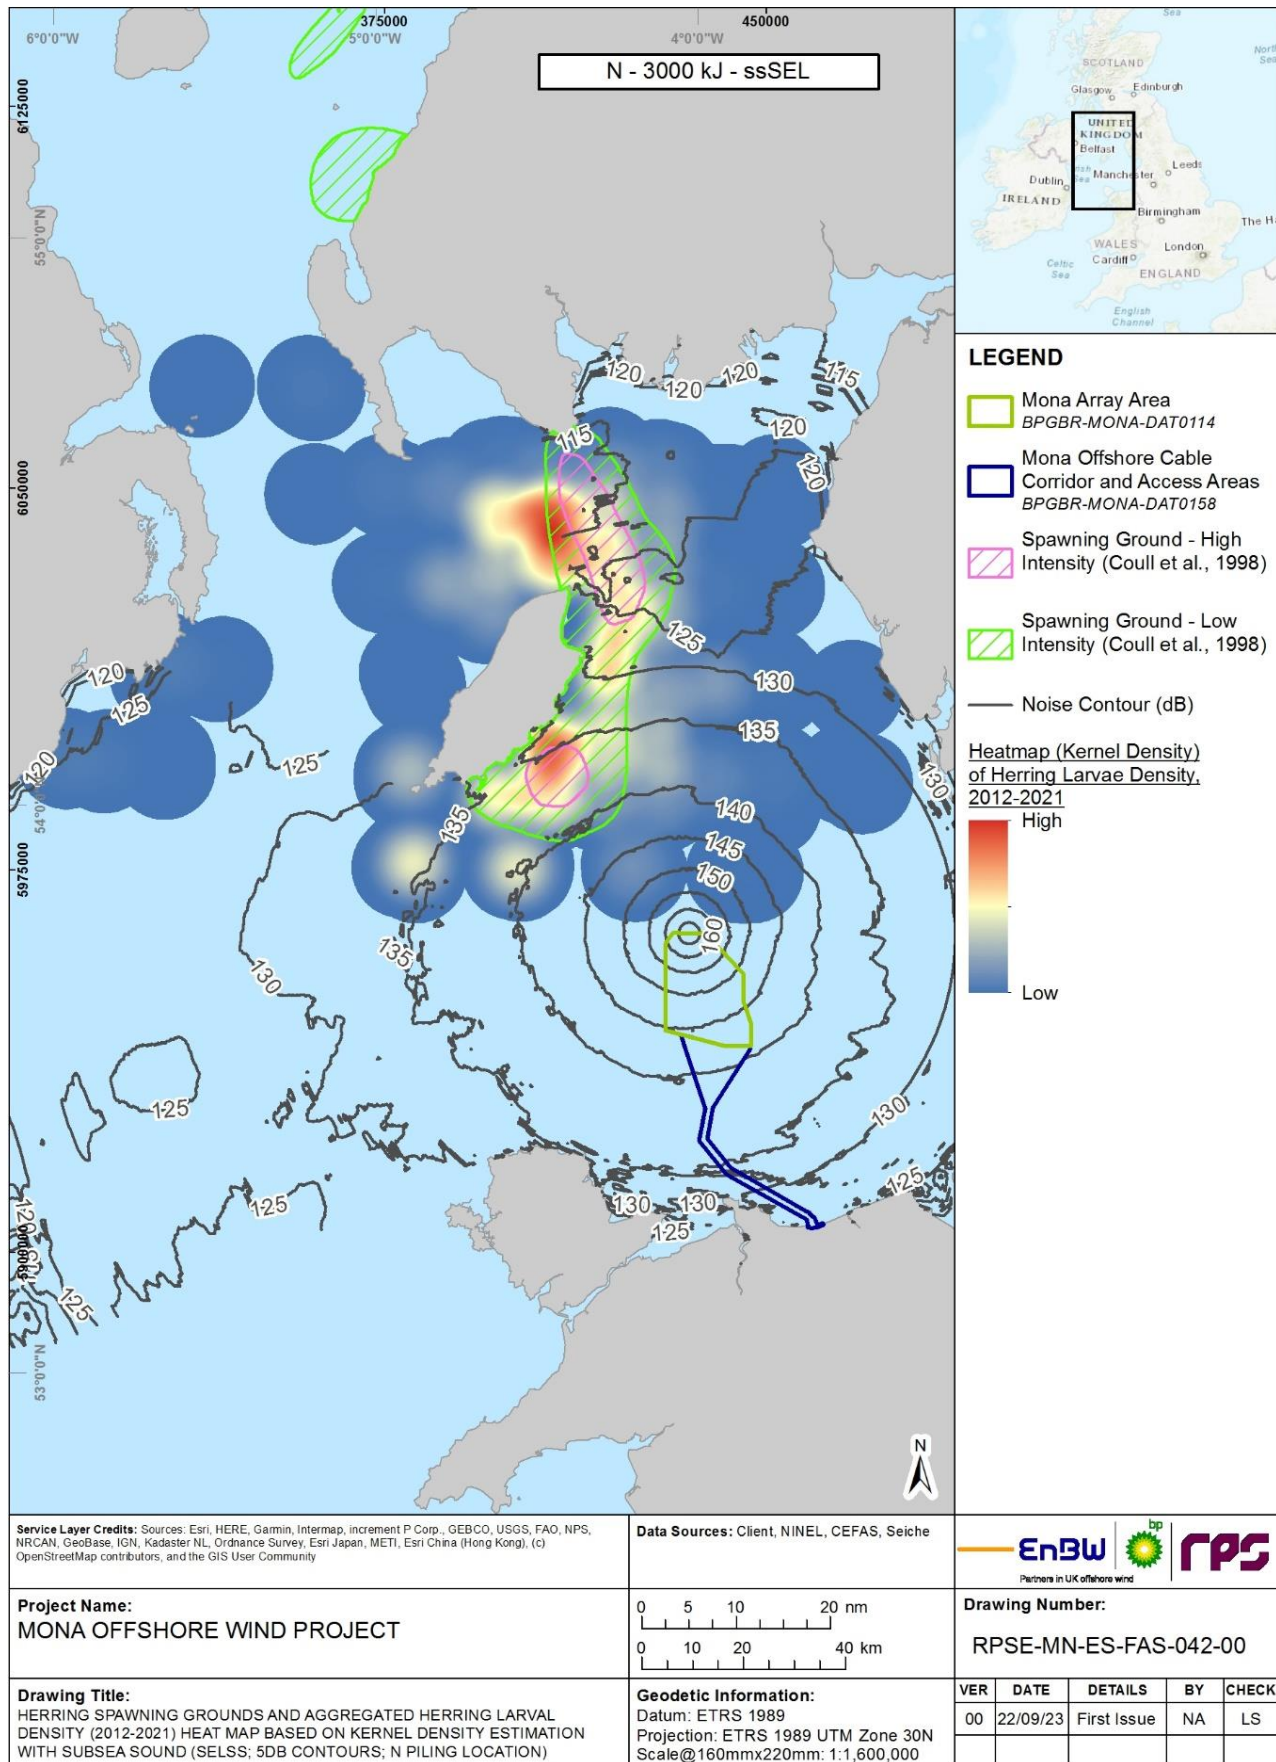 375000
450000
6°0'0"W
5°0'0"W
4°0'0"W
N - 3000 kJ - ssSEL
6125000
55°0'0"N
6050000
54°0'0"N
5975000
5900000
53°0'0"N
120
120
120
115
120
120
115
125
130
135
140
145
150
160
120
125
120
125
135
130
135
130
125
130
125
130
130
125
125
120
115
125
N
SCOTLAND
Glasgow
Edinburgh
UNITED
KINGDOM
Belfast
Leeds
Dublin
Manchester
IRELAND
Birmingham
The Ha
WALES
London
Cardiff
Celtic
Sea
ENGLAND
English
Channel
Sea
LEGEND
Mona Array Area
BPGBR-MONA-DAT0114
Mona Offshore Cable
Corridor and Access Areas
BPGBR-MONA-DAT0158
Spawning Ground - High
Intensity (Coull et al., 1998)
Spawning Ground - Low
Intensity (Coull et al., 1998)
Noise Contour (dB)
Heatmap (Kernel Density)
of Herring Larvae Density,
2012-2021
High
Low
Service Layer Credits: Sources: Esri, HERE, Garmin, Intermap, increment P Corp., GEBCO, USGS, FAO, NPS,
NRCAN, GeoBase, IGN, Kadaster NL, Ordnance Survey, Esri Japan, METI, Esri China (Hong Kong), (c)
OpenStreetMap contributors, and the GIS User Community
Data Sources: Client, NINEL, CEFAS, Seiche
EnBW
Partners in UK offshore wind
bp
rps
Project Name:
MONA OFFSHORE WIND PROJECT
0 5 10 20 nm
0 10 20 40 km
Drawing Number:
RPSE-MN-ES-FAS-042-00
Drawing Title:
HERRING SPAWNING GROUNDS AND AGGREGATED HERRING LARVAL
DENSITY (2012-2021) HEAT MAP BASED ON KERNEL DENSITY ESTIMATION
WITH SUBSEA SOUND (SELSS; 5DB CONTOURS; N PILING LOCATION)
Geodetic Information:
Datum: ETRS 1989
Projection: ETRS 1989 UTM Zone 30N
Scale@160mmx220mm: 1:1,600,000
VER DATE DETAILS BY CHECK
00 22/09/23 First Issue NA LS